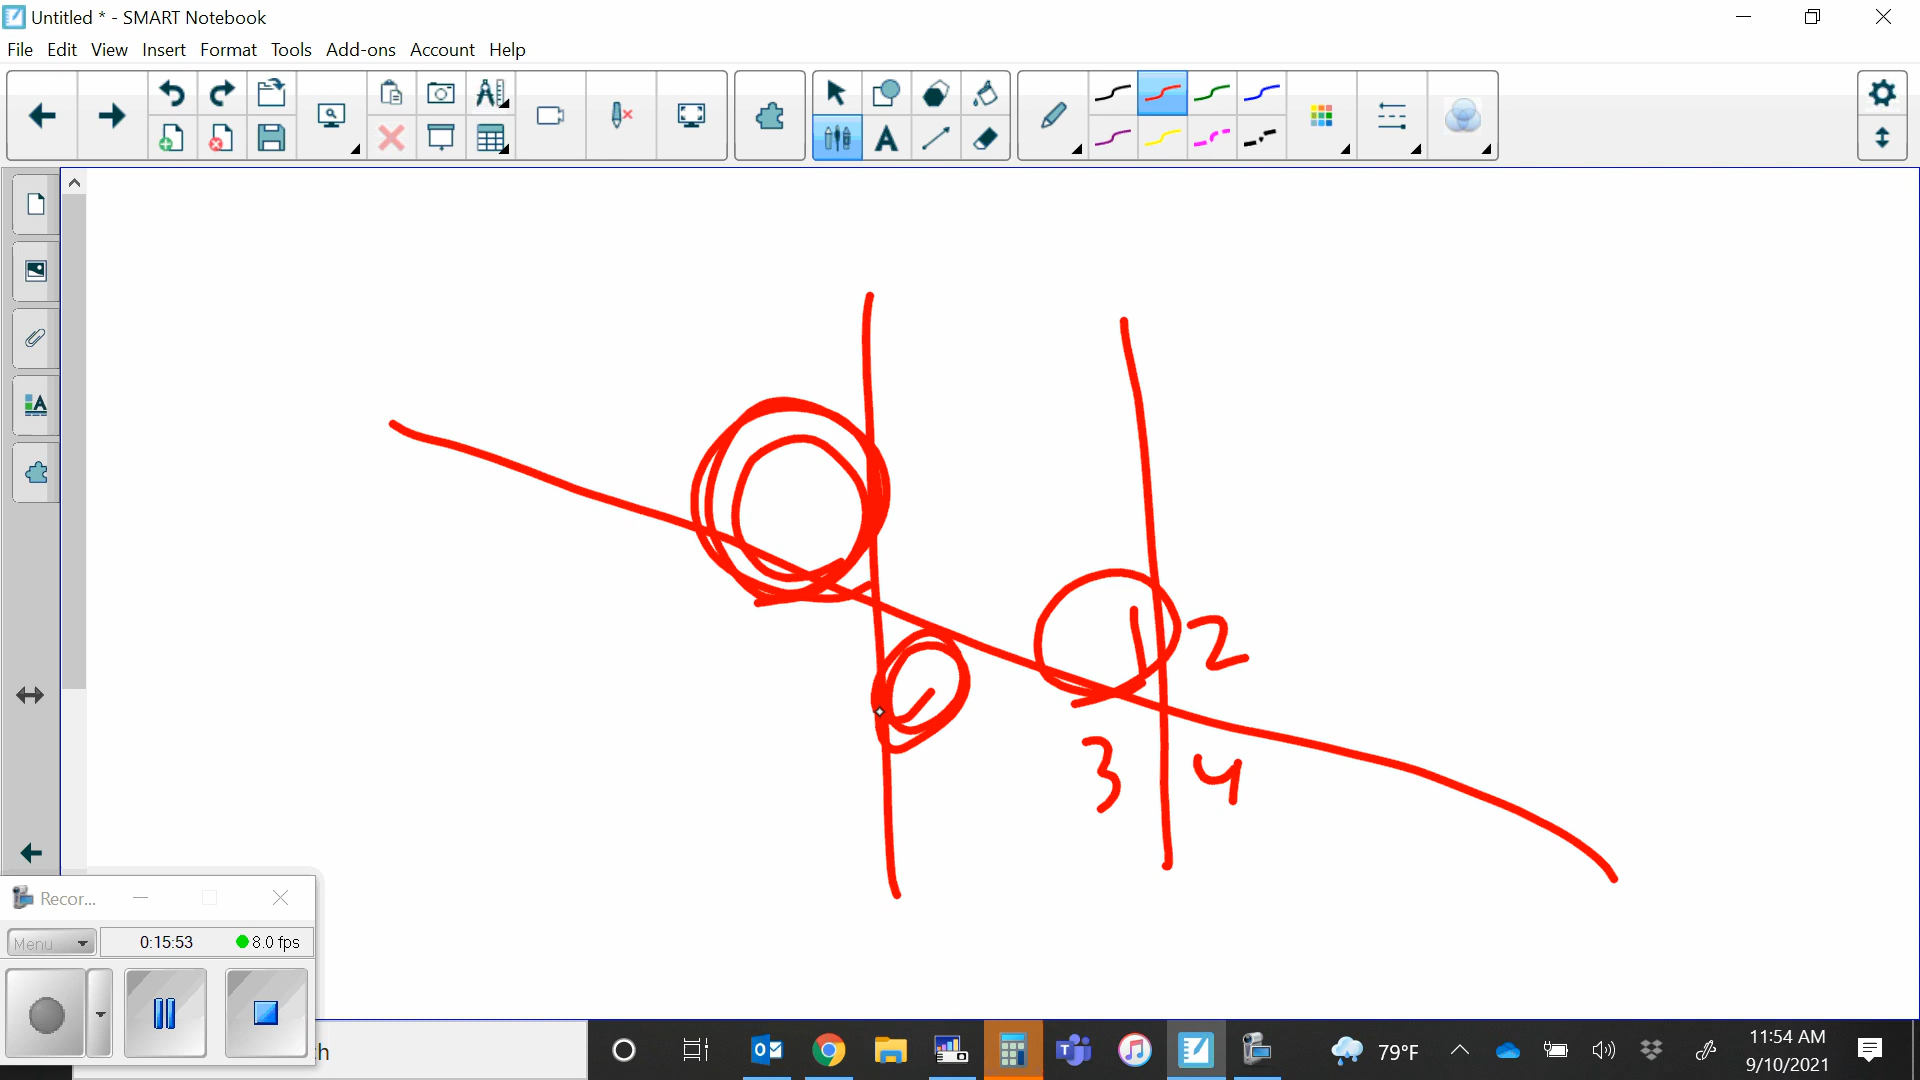 Untitled * - SMART Notebook
File Edit View Insert Format Tools Add-ons Account Help
1 2
3 4
Recor...
Menu 0:15:53 8.0 fps
h
79°F
11:54 AM
9/10/2021